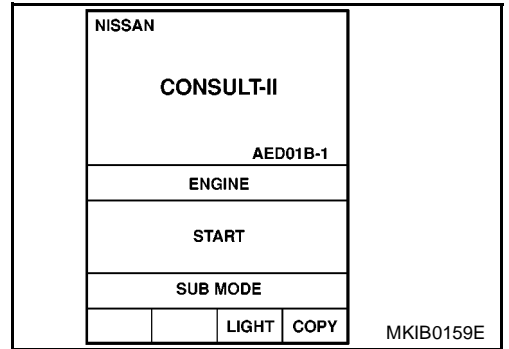 NISSAN
CONSULT-II
AED01B-1
ENGINE
START
SUB MODE
LIGHT COPY
MKIB0159E